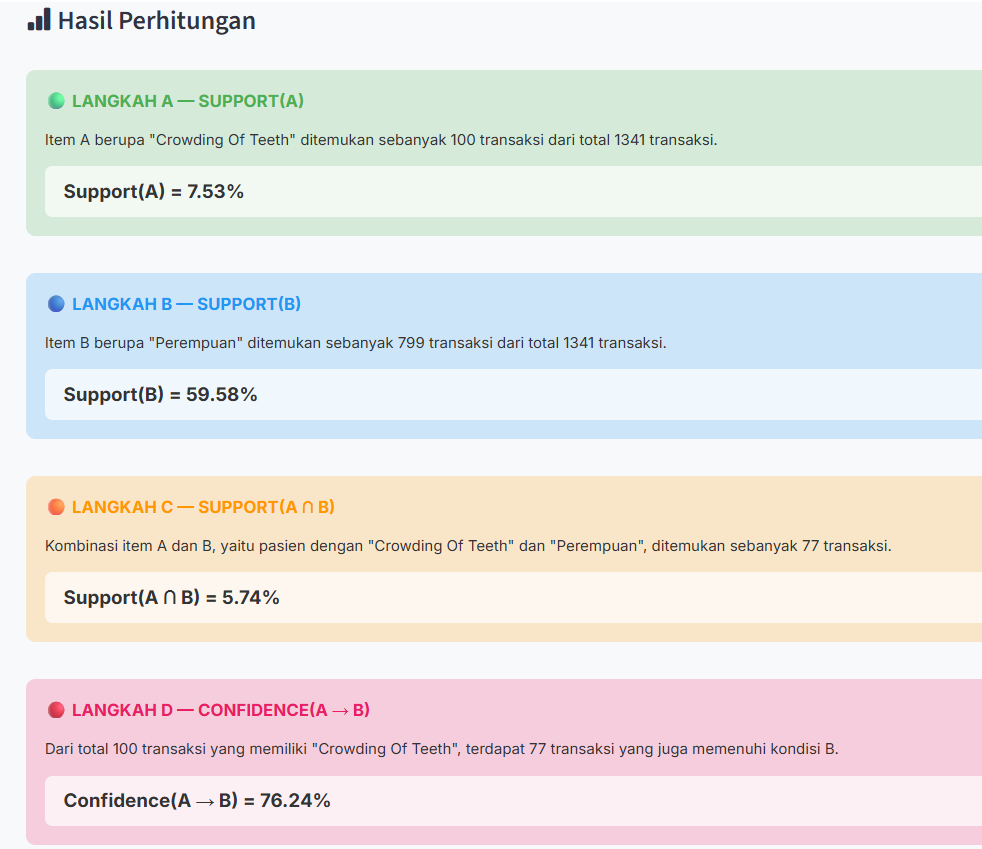 Hasil Perhitungan
LANGKAH A — SUPPORT(A)
Item A berupa "Crowding Of Teeth" ditemukan sebanyak 100 transaksi dari total 1341 transaksi.
Support(A) = 7.53%
LANGKAH B — SUPPORT(B)
Item B berupa "Perempuan" ditemukan sebanyak 799 transaksi dari total 1341 transaksi.
Support(B) = 59.58%
LANGKAH C — SUPPORT(A ∩ B)
Kombinasi item A dan B, yaitu pasien dengan "Crowding Of Teeth" dan "Perempuan", ditemukan sebanyak 77 transaksi.
Support(A ∩ B) = 5.74%
LANGKAH D — CONFIDENCE(A → B)
Dari total 100 transaksi yang memiliki "Crowding Of Teeth", terdapat 77 transaksi yang juga memenuhi kondisi B.
Confidence(A → B) = 76.24%